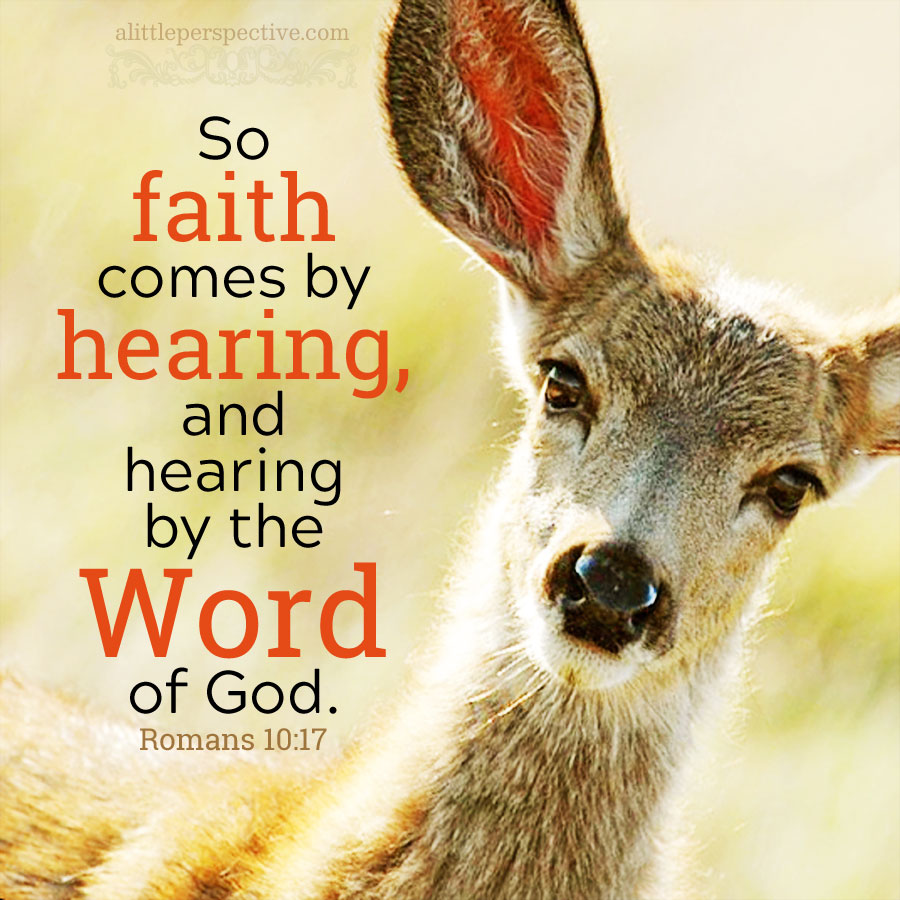 alittleperspective.com
So
faith
comes by
hearing,
and
hearing
by the
Word
of God.
Romans 10:17